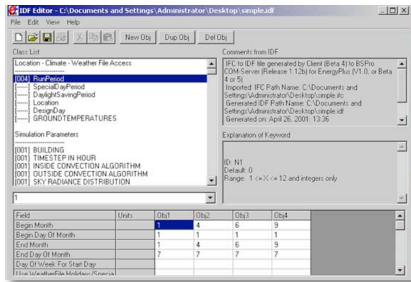 IDF Editor - C:\Documents and Settings\Administrator\Desktop\simple.idf
File Edit View Help
New Obj Dup Obj Del Obj
Class List
Comments from IDF
Location - Climate - Weather File Access
[004] RunPeriod
[-----] SpecialDayPeriod
[-----] DaylightSavingPeriod
[-----] Location
[-----] DesignDay
[-----] GROUNDTEMPERATURES
Simulation Parameters
[001] BUILDING
[001] TIMESTEP IN HOUR
[001] INSIDE CONVECTION ALGORITHM
[001] OUTSIDE CONVECTION ALGORITHM
[001] SKY RADIANCE DISTRIBUTION
1
IFC to IDF file generated by Client (Beta 4) to BSPro
COM-Server (Release 1.12b) for EnergyPlus (V1.0, or Beta
4 or 5)
Imported: IFC Path Name: C:\Documents and
Settings\Administrator\Desktop\simple.ifc
Generated IDF Path Name: C:\Documents and
Settings\Administrator\Desktop\simple.idf
Generated on: April 26, 2001: 13:36
Explanation of Keyword
ID: N1
Default: 0
Range: 1 <= X <= 12 and integers only
Field Units Obj1 Obj2 Obj3 Obj4
Begin Month 1 4 6 9
Begin Day Of Month 1 1 1 1
End Month 1 4 6 9
End Day Of Month 7 7 7 7
Day Of Week For Start Day
Use WeatherFile Holidays/Special